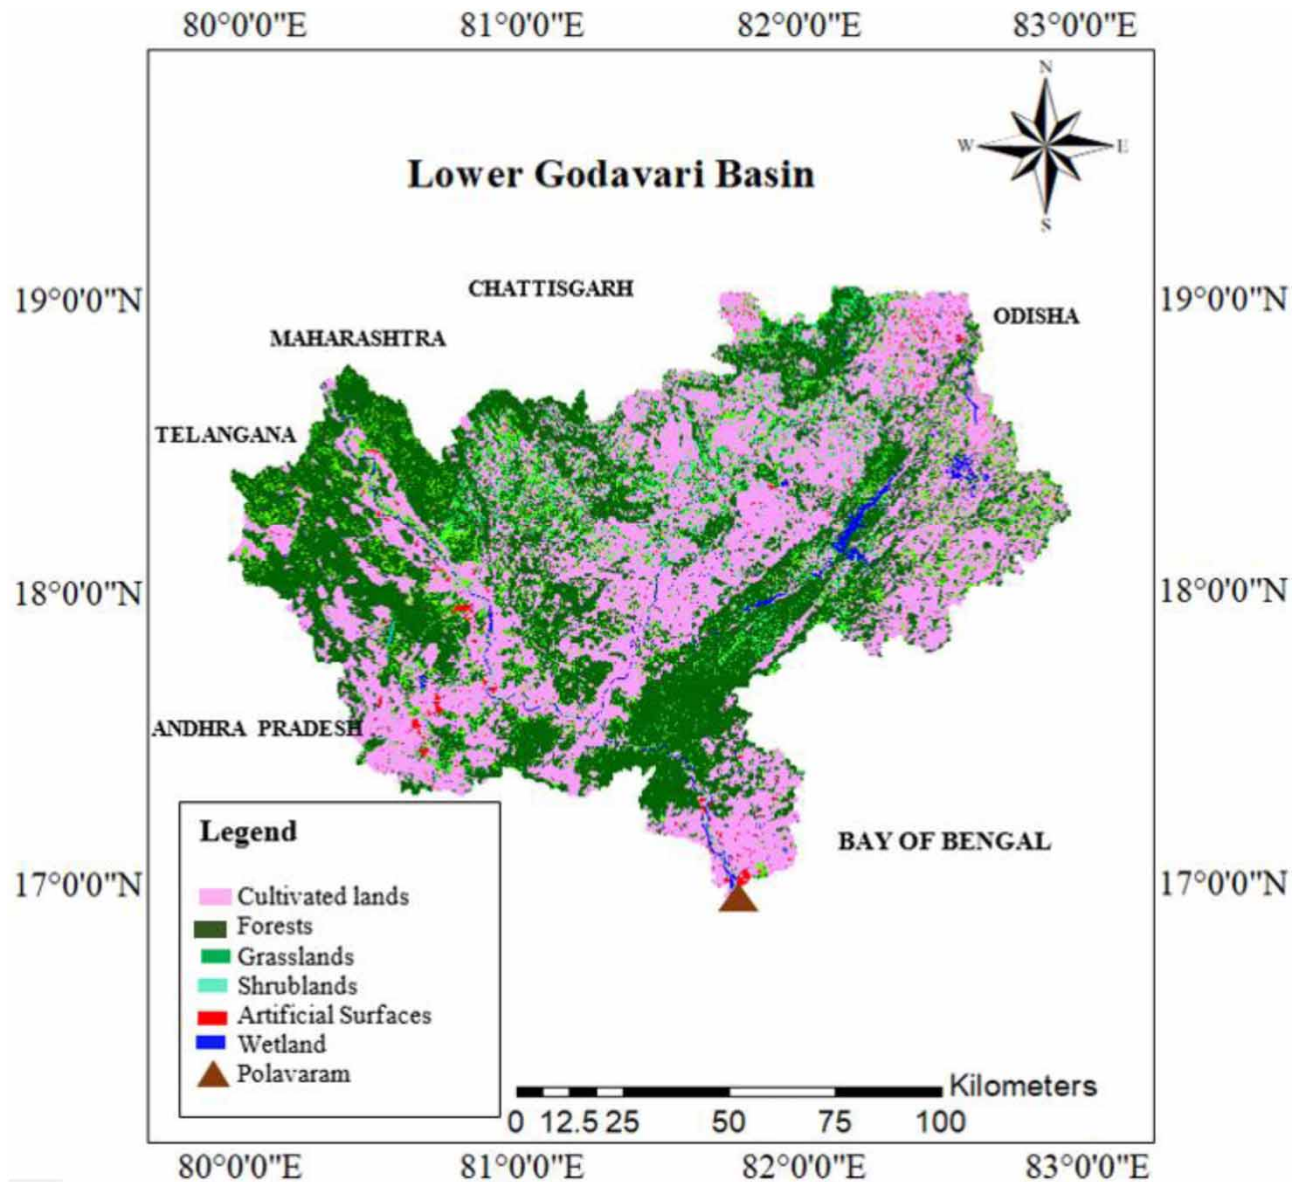 80°0'0"E 81°0'0"E 82°0'0"E 83°0'0"E
N
W E
S
Lower Godavari Basin
CHATTISGARH
19°0'0"N 19°0'0"N
ODISHA
MAHARASHTRA
TELANGANA
18°0'0"N 18°0'0"N
ANDHRA PRADESH
BAY OF BENGAL
17°0'0"N 17°0'0"N
Legend
Cultivated lands
Forests
Grasslands
Shrublands
Artificial Surfaces
Wetland
Polavaram
Kilometers
0 12.5 25 50 75 100
80°0'0"E 81°0'0"E 82°0'0"E 83°0'0"E